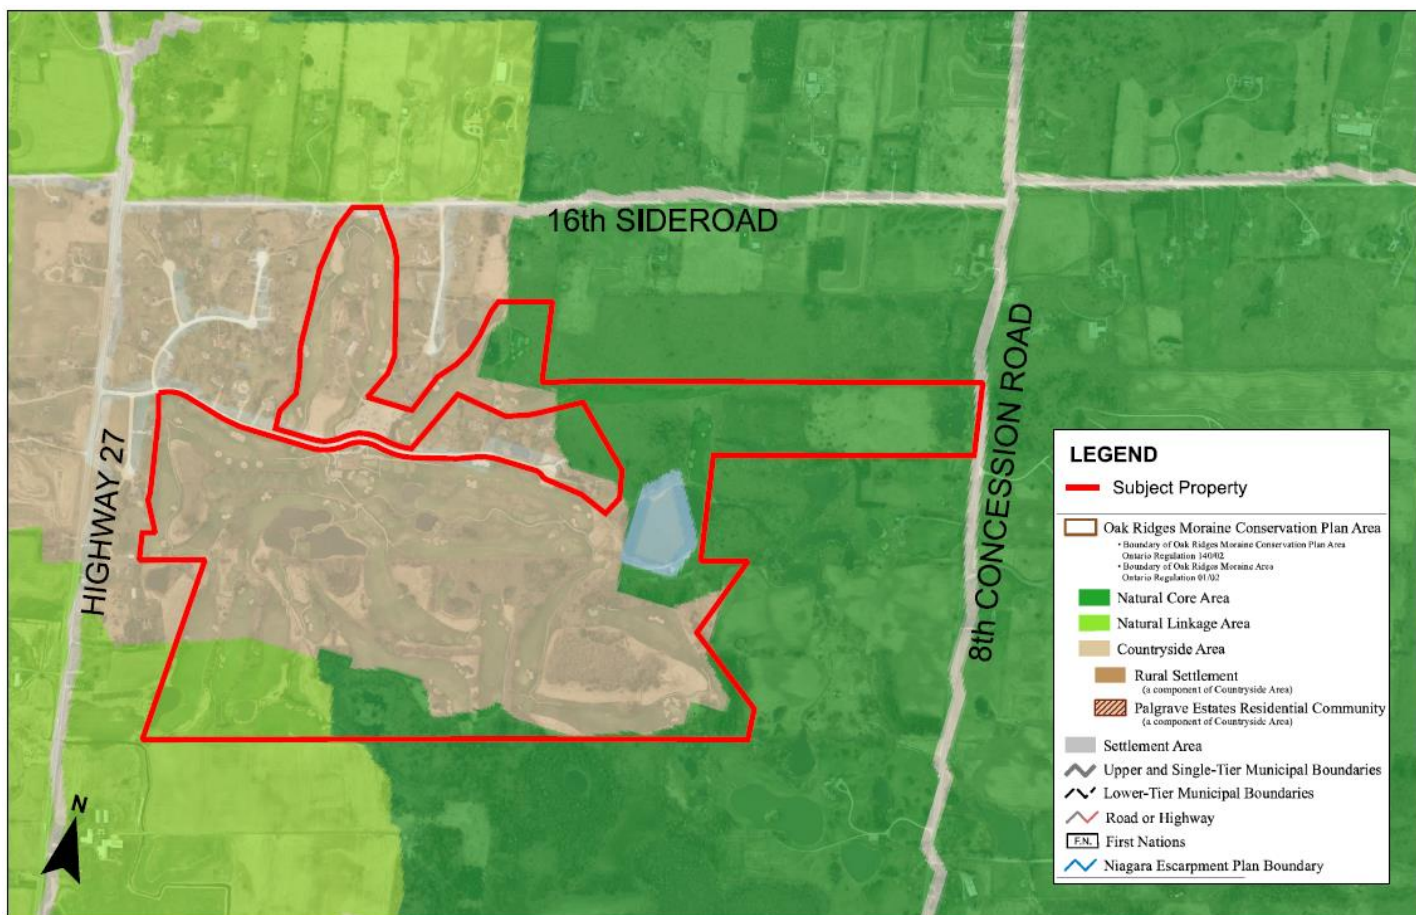 16th SIDEROAD
HIGHWAY 27
8th CONCESSION ROAD
N
LEGEND
Subject Property
Oak Ridges Moraine Conservation Plan Area
• Boundary of Oak Ridges Moraine Conservation Plan Area
Ontario Regulation 140/02
• Boundary of Oak Ridges Moraine Area
Ontario Regulation 01/02
Natural Core Area
Natural Linkage Area
Countryside Area
Rural Settlement
(a component of Countryside Area)
Palgrave Estates Residential Community
(a component of Countryside Area)
Settlement Area
Upper and Single-Tier Municipal Boundaries
Lower-Tier Municipal Boundaries
Road or Highway
F.N. First Nations
Niagara Escarpment Plan Boundary